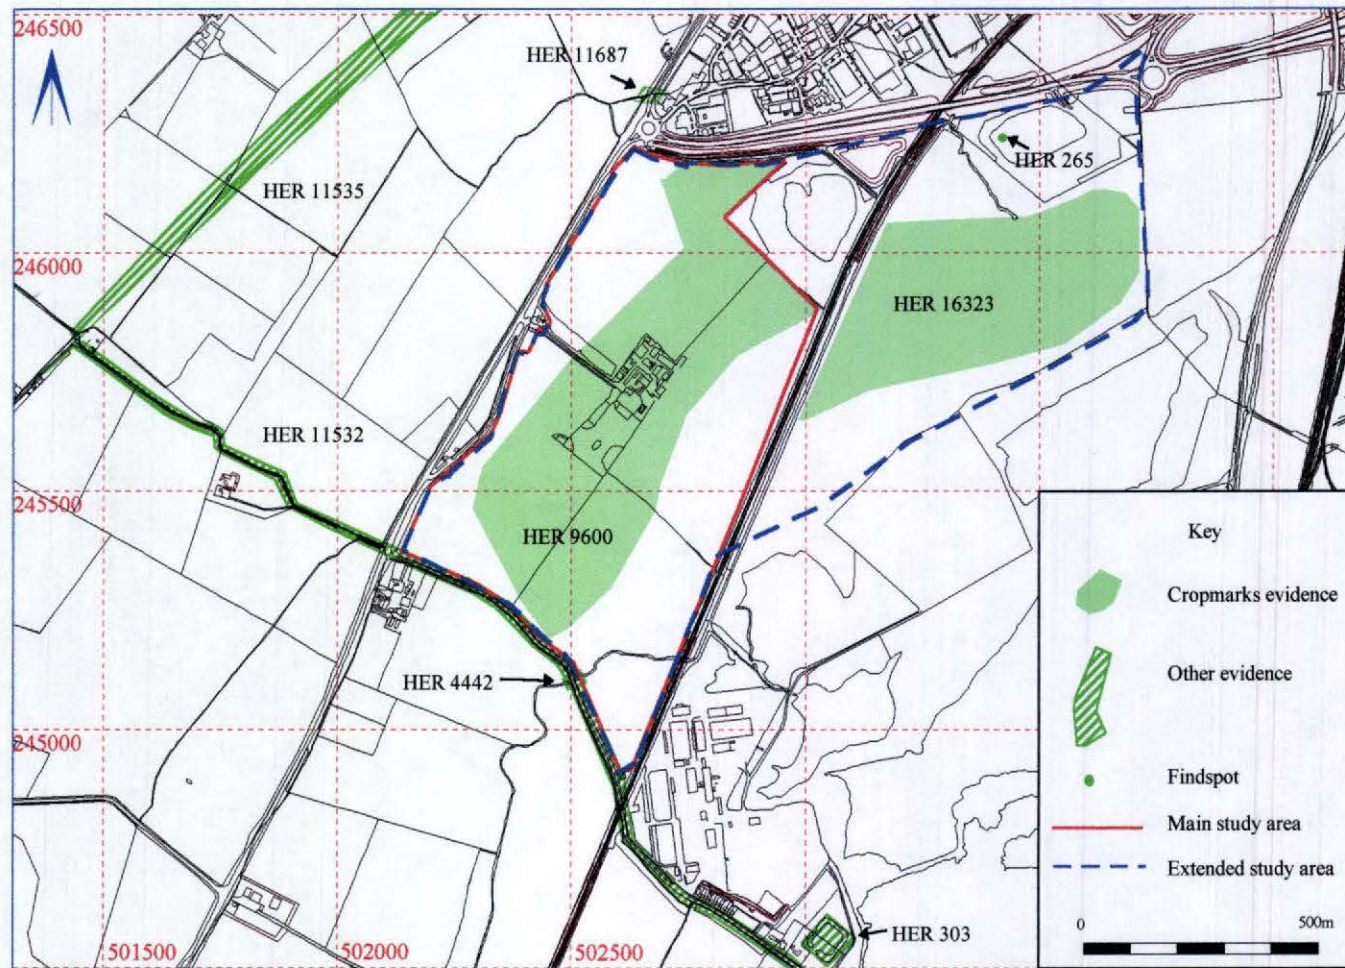 246500
HER 11687
HER 265
HER 11535
246000
HER 16323
HER 11532
245500
HER 9600
HER 4442
245000
HER 303
501500
502000
502500
Key
Cropmarks evidence
Other evidence
Findspot
Main study area
Extended study area
0
500m